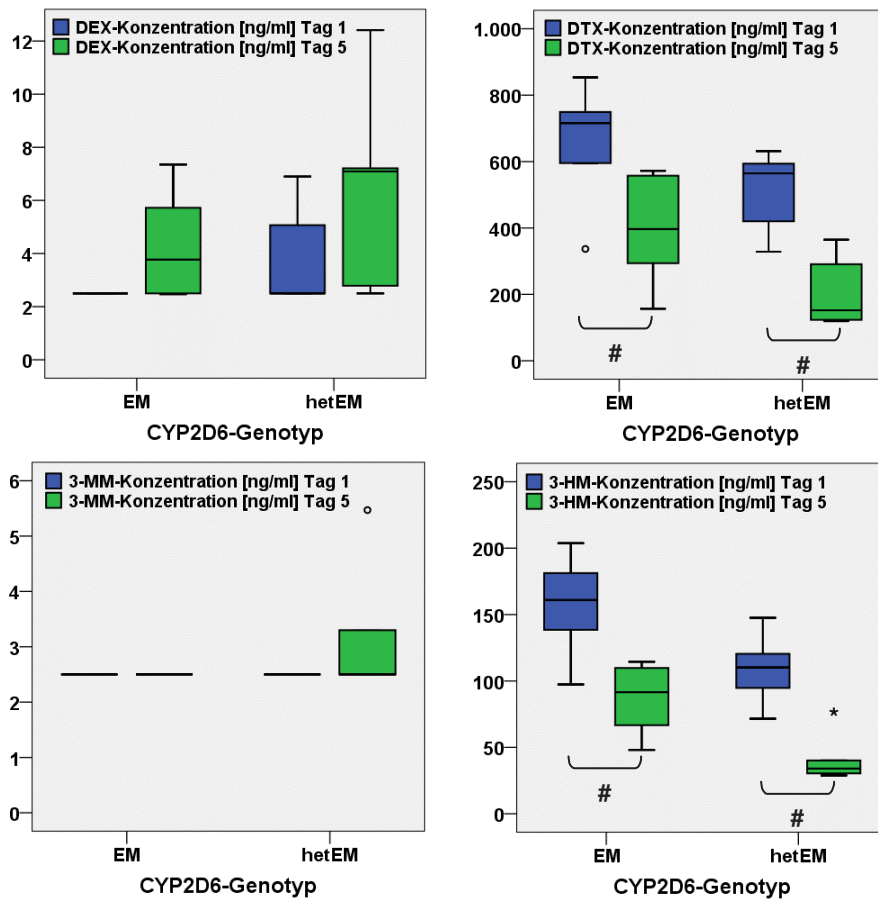 DEX-Konzentration [ng/ml] Tag 1
DEX-Konzentration [ng/ml] Tag 5
12
10
8
6
4
2
0
EM
hetEM
CYP2D6-Genotyp
DTX-Konzentration [ng/ml] Tag 1
DTX-Konzentration [ng/ml] Tag 5
1.000
800
600
400
200
0
#
#
EM
hetEM
CYP2D6-Genotyp
3-MM-Konzentration [ng/ml] Tag 1
3-MM-Konzentration [ng/ml] Tag 5
6
5
4
3
2
1
0
EM
hetEM
CYP2D6-Genotyp
3-HM-Konzentration [ng/ml] Tag 1
3-HM-Konzentration [ng/ml] Tag 5
250
200
150
100
50
0
*
#
#
EM
hetEM
CYP2D6-Genotyp